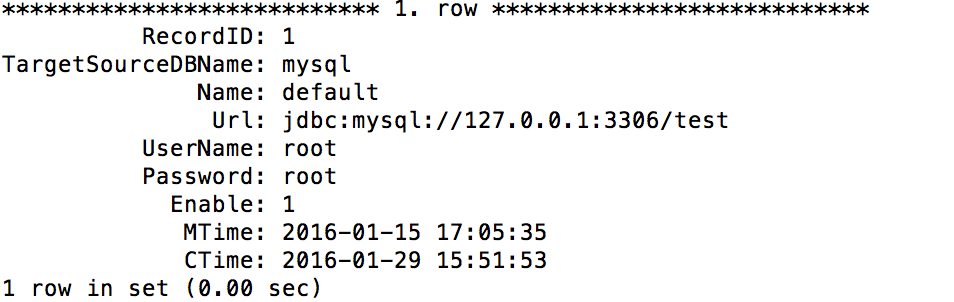 *************************** 1. row ***************************
RecordID: 1
TargetSourceDBName: mysql
Name: default
Url: jdbc:mysql://127.0.0.1:3306/test
UserName: root
Password: root
Enable: 1
MTime: 2016-01-15 17:05:35
CTime: 2016-01-29 15:51:53
1 row in set (0.00 sec)